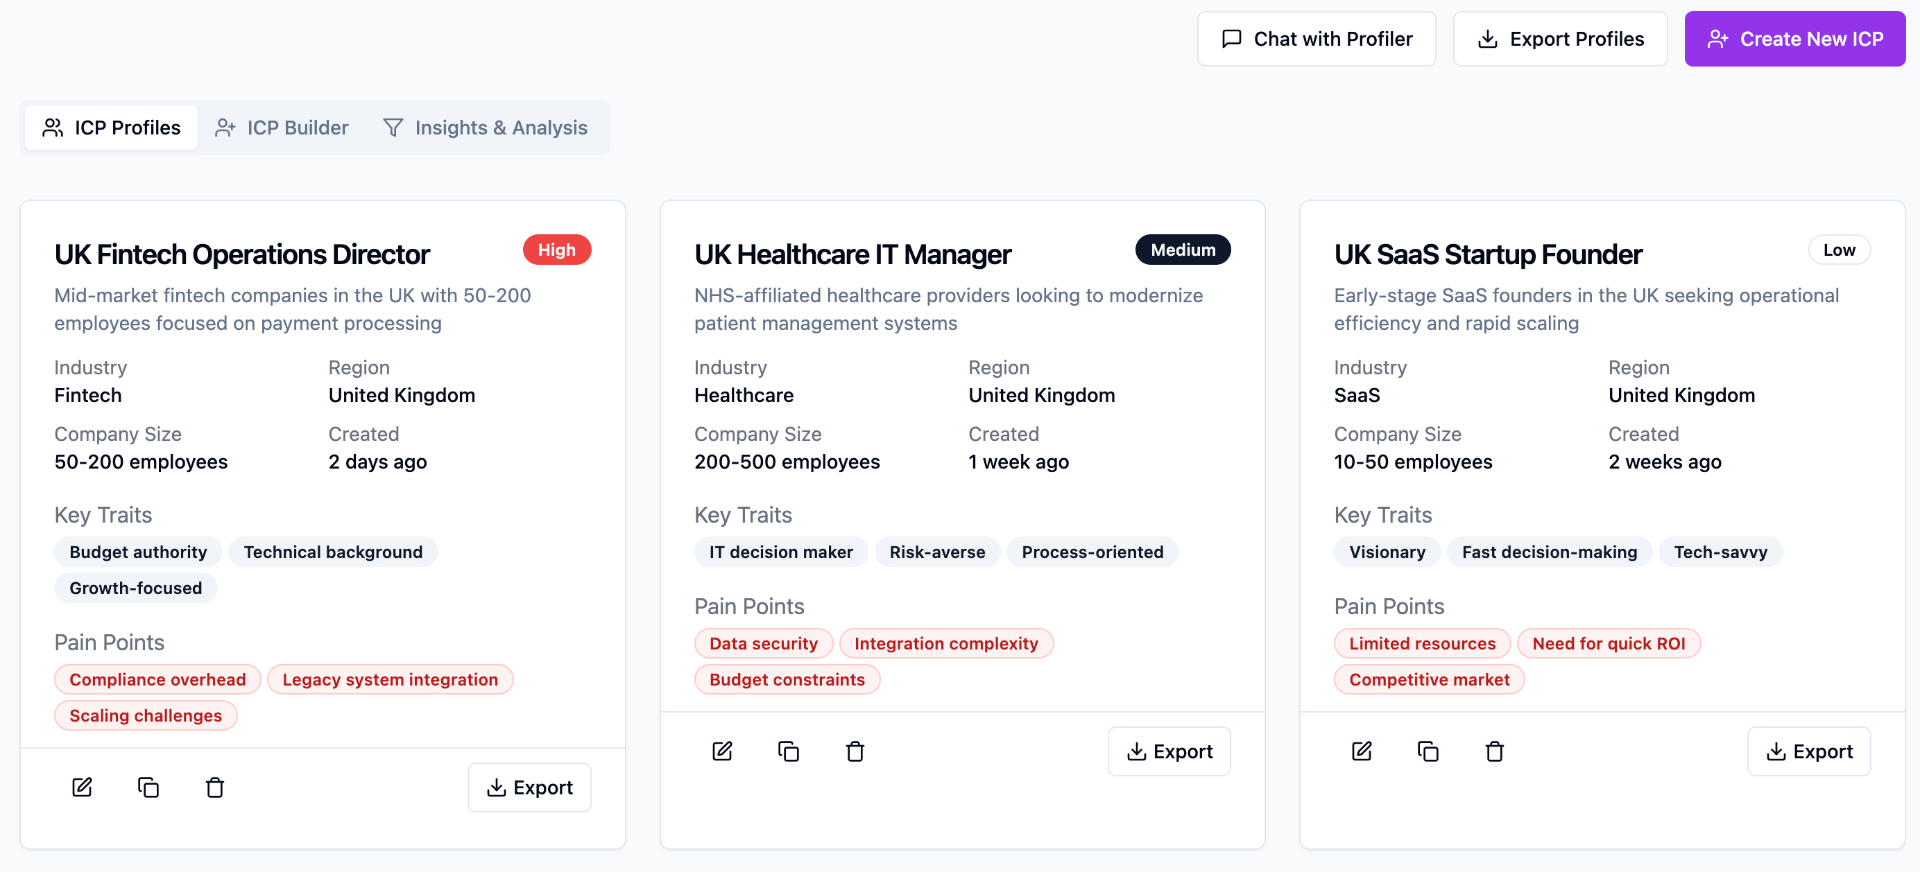 Chat with Profiler
Export Profiles
Create New ICP
ICP Profiles
ICP Builder
Insights & Analysis
UK Fintech Operations Director
High
Mid-market fintech companies in the UK with 50-200
employees focused on payment processing
Industry
Region
Fintech
United Kingdom
Company Size
Created
50-200 employees
2 days ago
Key Traits
Budget authority
Technical background
Growth-focused
Pain Points
Compliance overhead
Legacy system integration
Scaling challenges
Export
UK Healthcare IT Manager
Medium
NHS-affiliated healthcare providers looking to modernize
patient management systems
Industry
Region
Healthcare
United Kingdom
Company Size
Created
200-500 employees
1 week ago
Key Traits
IT decision maker
Risk-averse
Process-oriented
Pain Points
Data security
Integration complexity
Budget constraints
Export
UK SaaS Startup Founder
Low
Early-stage SaaS founders in the UK seeking operational
efficiency and rapid scaling
Industry
Region
SaaS
United Kingdom
Company Size
Created
10-50 employees
2 weeks ago
Key Traits
Visionary
Fast decision-making
Tech-savvy
Pain Points
Limited resources
Need for quick ROI
Competitive market
Export